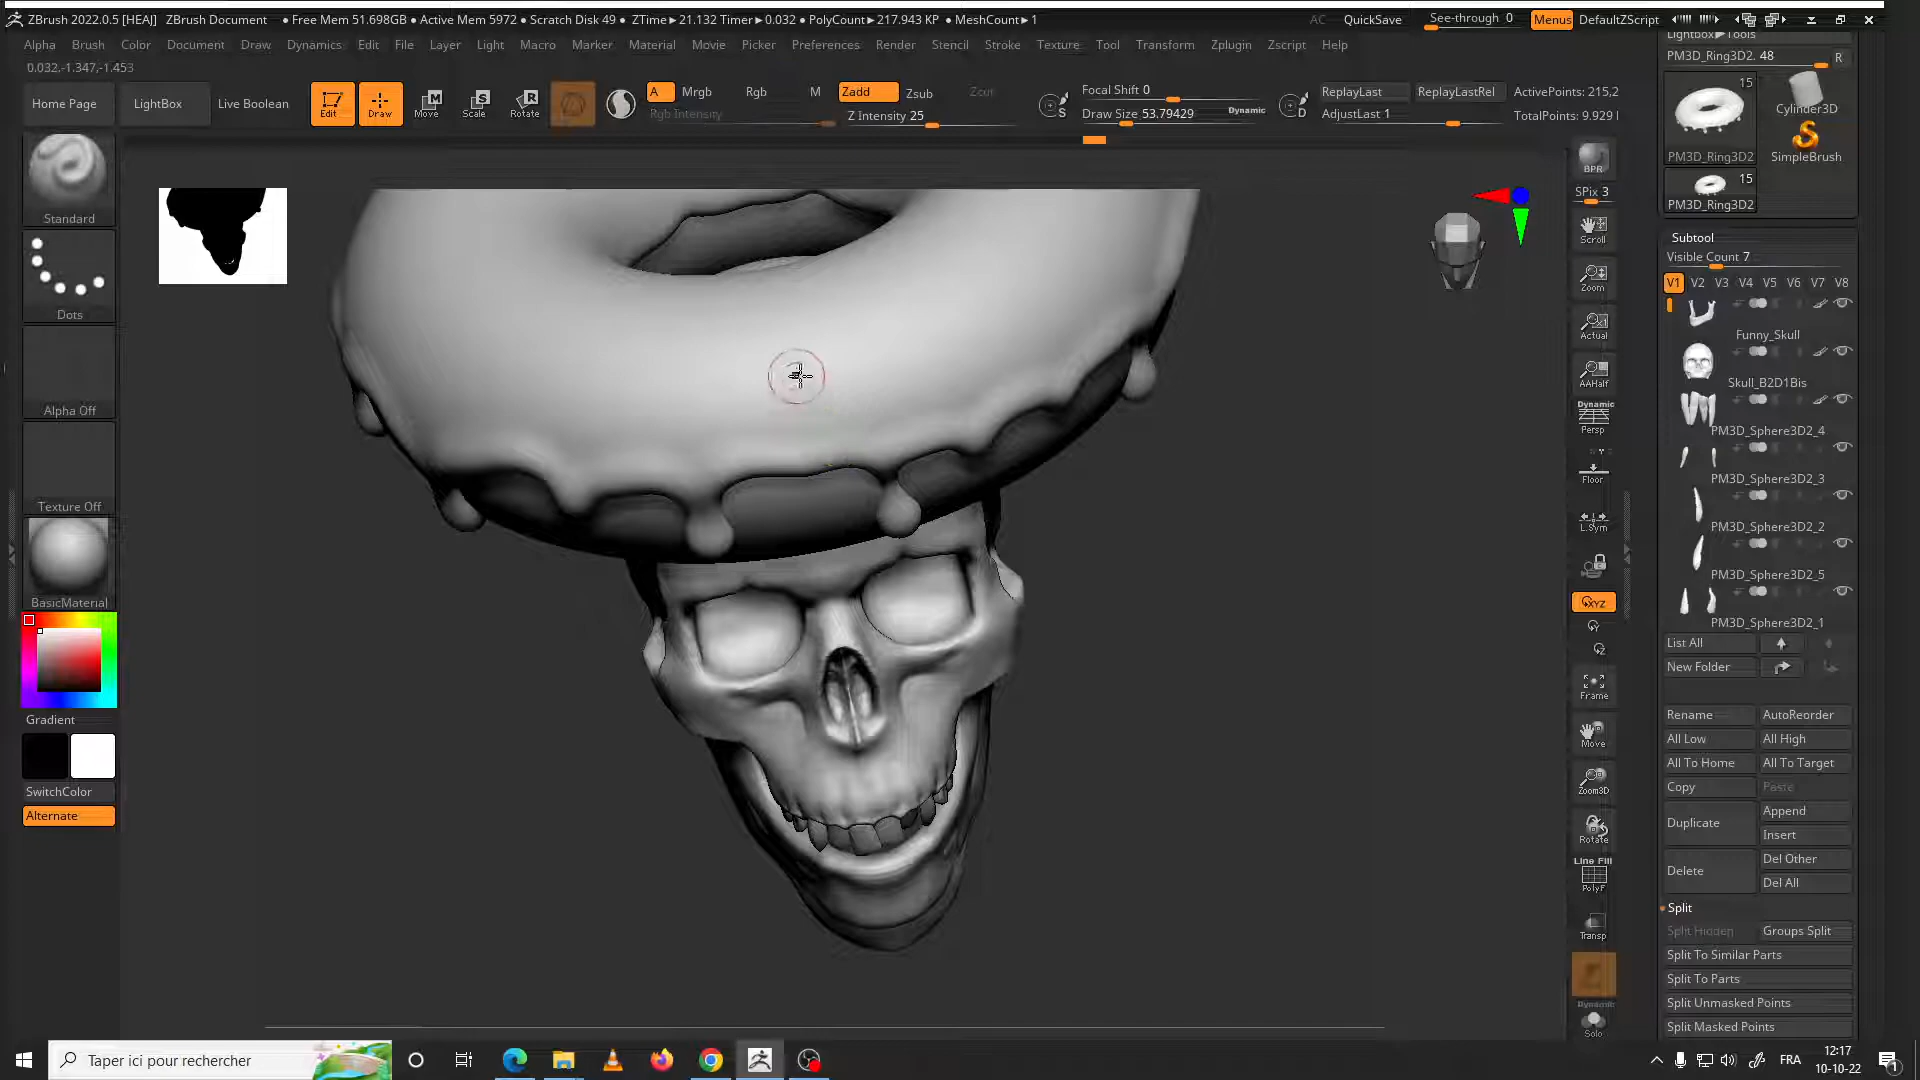 ZBrush 2022.0.5 [HEAJ] ZBrush Document • Free Mem 51.698GB • Active Mem 5972 • Scratch Disk 49 • ZTime▶21.132 Timer▶0.032 • PolyCount▶217.943 KP • MeshCount▶1 AC QuickSave See-through 0 Menus DefaultZScript
Alpha Brush Color Document Draw Dynamics Edit File Layer Light Macro Marker Material Movie Picker Preferences Render Stencil Stroke Texture Tool Transform Zplugin Zscript Help
Lightbox▶Tools
0.032,-1.347,-1.453
PM3D_Ring3D2. 48 R
Home Page LightBox Live Boolean Edit Draw Move Scale Rotate
A Mrgb Rgb M Zadd Zsub Zcut
Rgb Intensity Z Intensity 25
Focal Shift 0
Draw Size 53.79429 Dynamic
S D
ReplayLast ReplayLastRel ActivePoints: 215,2
AdjustLast 1 TotalPoints: 9.929
15
Cylinder3D
PM3D_Ring3D2 SimpleBrush
15
PM3D_Ring3D2
Standard
Dots
Alpha Off
Texture Off
BasicMaterial
Gradient
SwitchColor
Alternate
BPR
SPix 3
Scroll
Zoom
Actual
AAHalf
Dynamic
Persp
Floor
L.Sym
XYZ
Y
Z
Frame
Move
Zoom3D
Rotate
Line Fill
PolyF
Transp
Dynamic
Solo
Subtool
Visible Count 7
V1 V2 V3 V4 V5 V6 V7 V8
Funny_Skull
Skull_B2D1Bis
PM3D_Sphere3D2_4
PM3D_Sphere3D2_3
PM3D_Sphere3D2_2
PM3D_Sphere3D2_5
PM3D_Sphere3D2_1
List All
New Folder
Rename AutoReorder
All Low All High
All To Home All To Target
Copy Paste
Duplicate Append
Insert
Delete Del Other
Del All
Split
Split Hidden Groups Split
Split To Similar Parts
Split To Parts
Split Unmasked Points
Split Masked Points
Taper ici pour rechercher
FRA
12:17
10-10-22
1